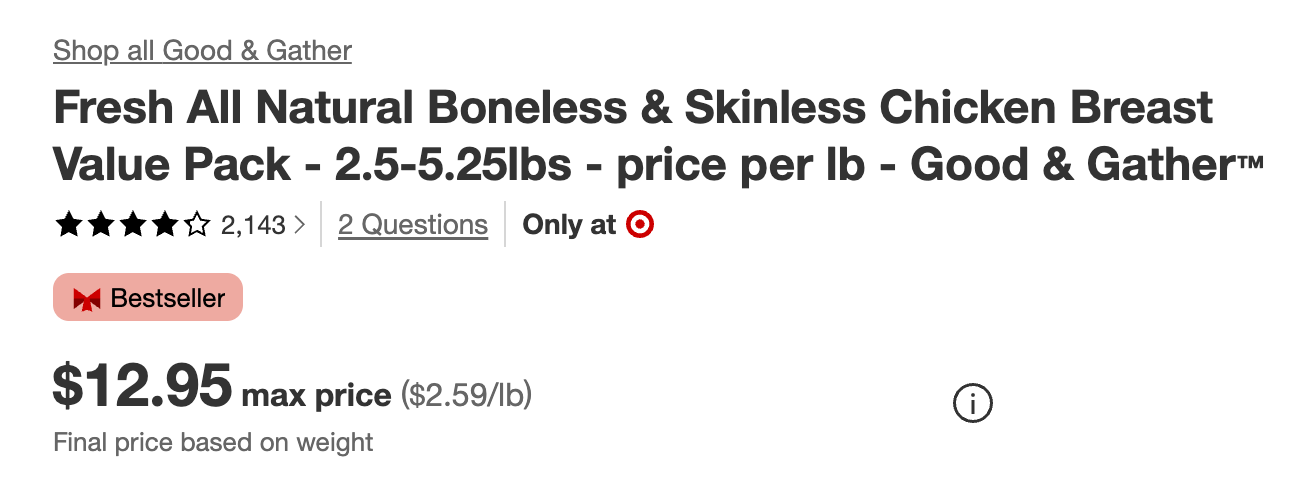 Shop all Good & Gather
Fresh All Natural Boneless & Skinless Chicken Breast
Value Pack - 2.5-5.25lbs - price per lb - Good & Gather™
2,143 2 Questions Only at
Bestseller
$12.95 max price ($2.59/lb)
Final price based on weight